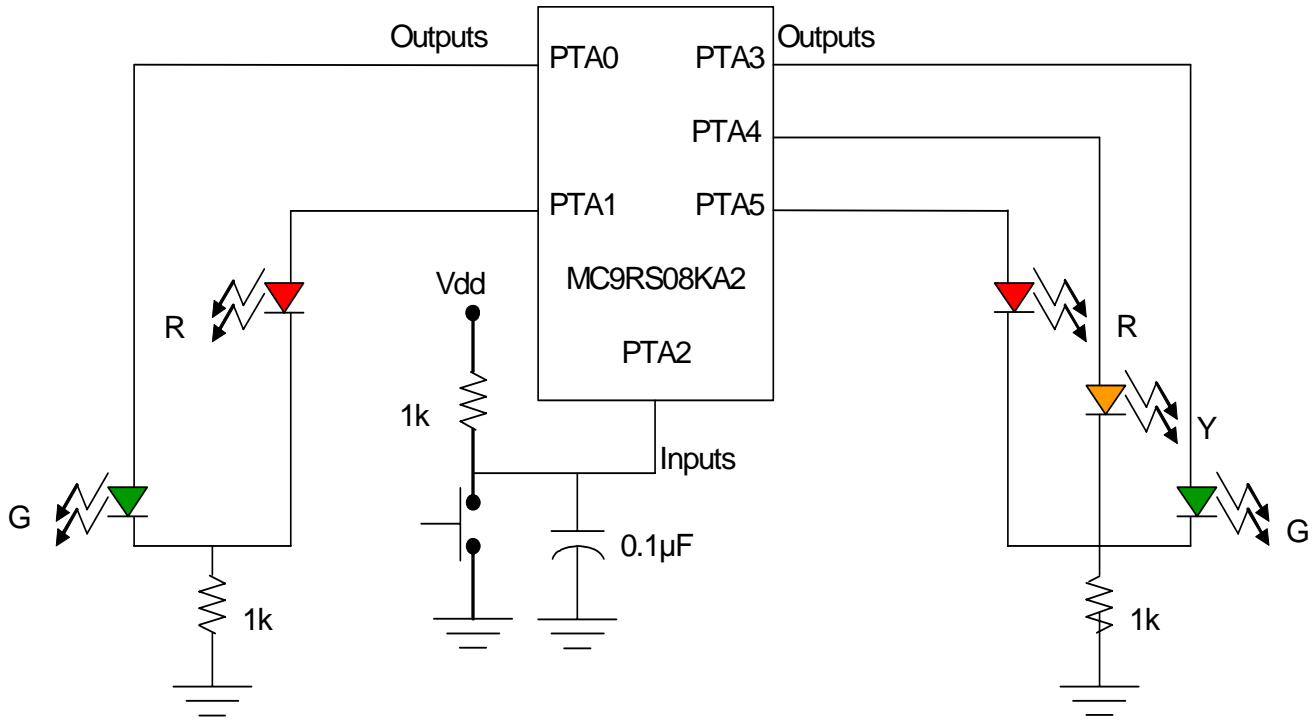 Outputs
Outputs
PTA0
PTA3
PTA4
PTA1
PTA5
MC9RS08KA2
Vdd
R
R
PTA2
1k
Y
Inputs
G
G
0.1µF
1k
1k